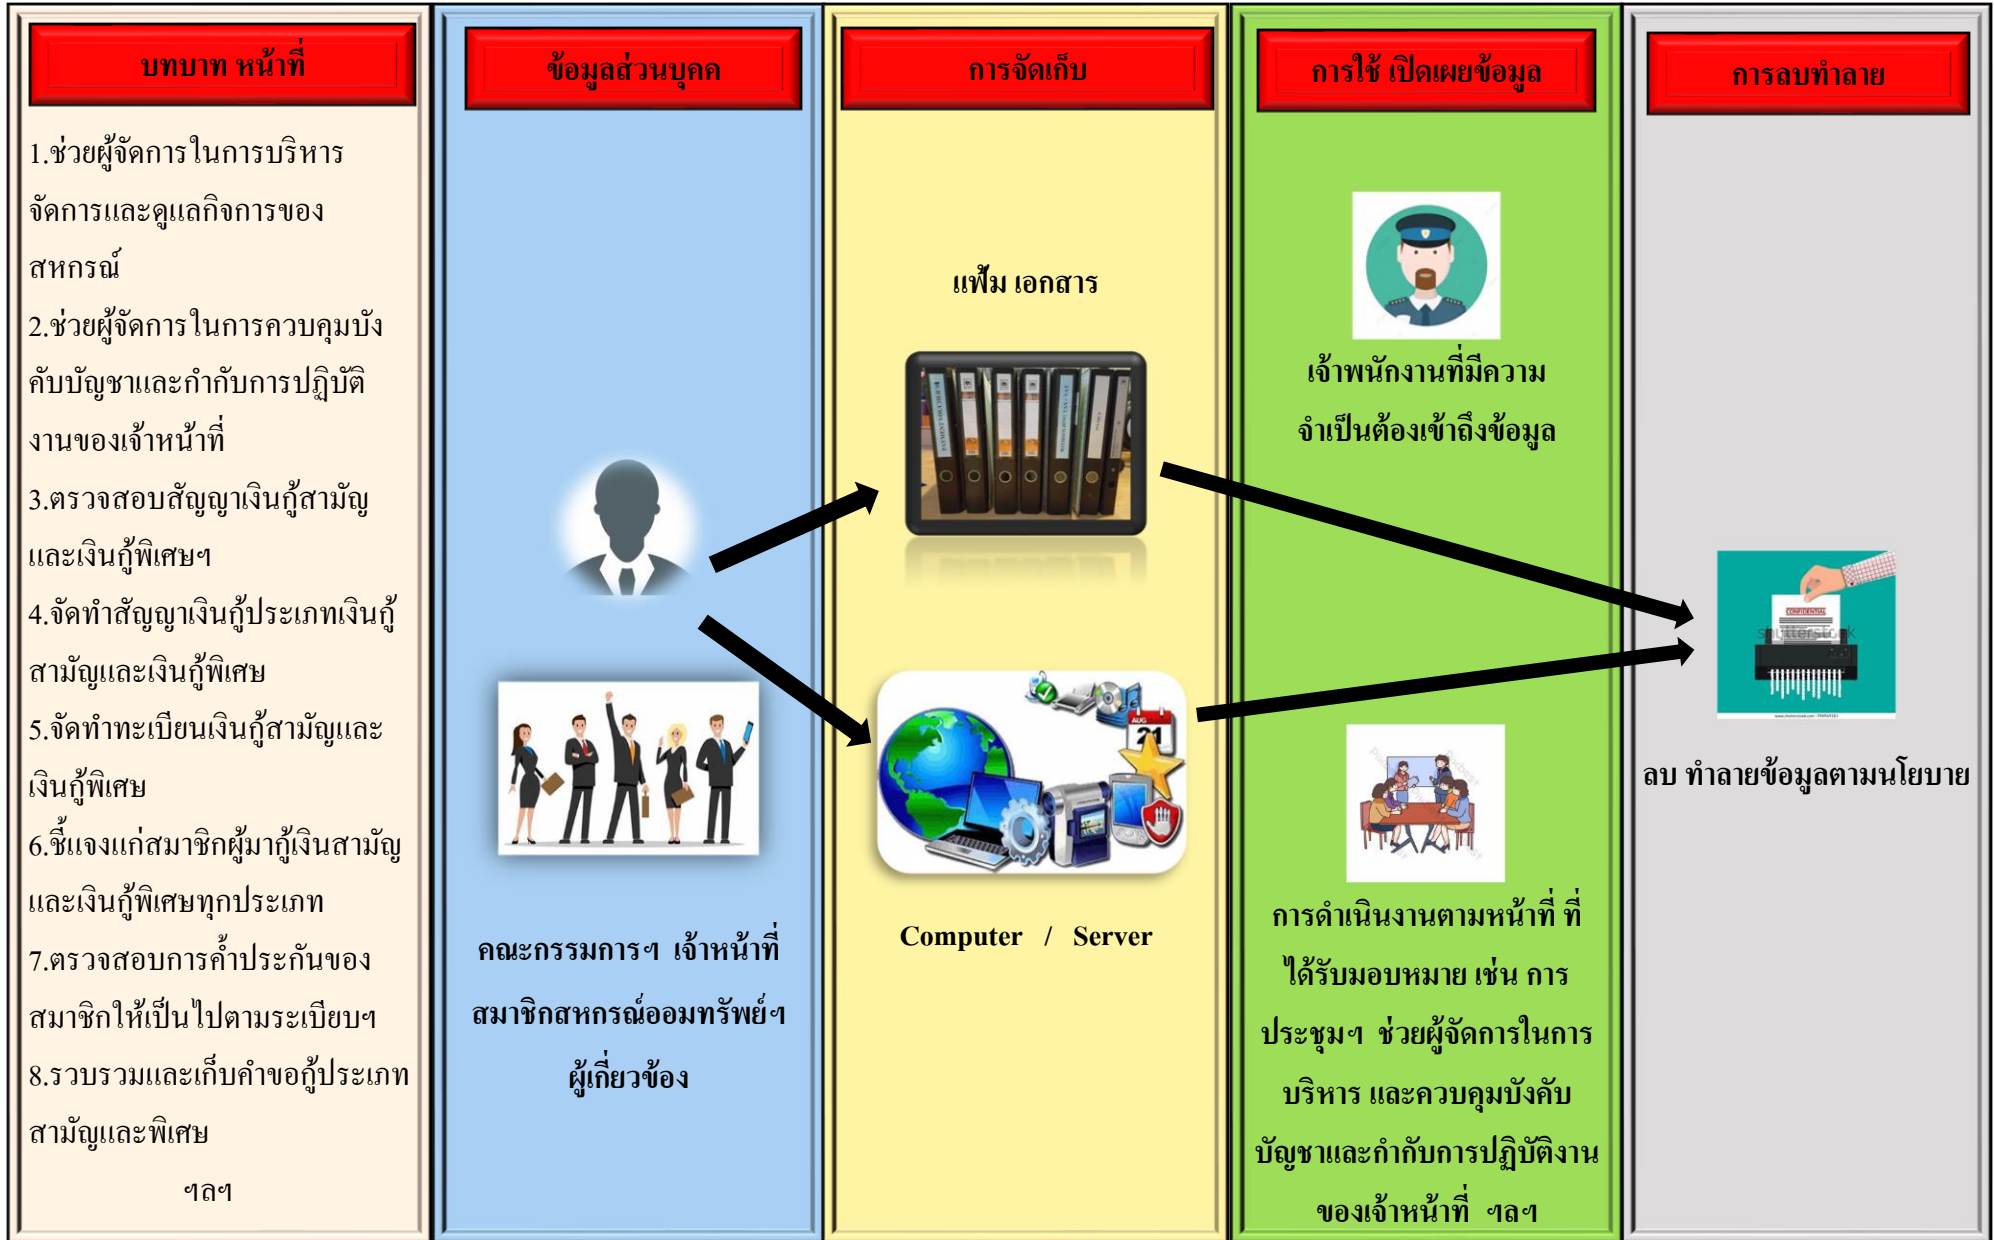 บทบาท หน้าที่
1.ช่วยผู้จัดการในการบริหาร
จัดการและดูแลกิจการของ
สหกรณ์
2.ช่วยผู้จัดการในการควบคุมบัง
คับบัญชาและกำกับการปฏิบัติ
งานของเจ้าหน้าที่
3.ตรวจสอบสัญญาเงินกู้สามัญ
และเงินกู้พิเศษฯ
4.จัดทำสัญญาเงินกู้ประเภทเงินกู้
สามัญและเงินกู้พิเศษ
5.จัดทำทะเบียนเงินกู้สามัญและ
เงินกู้พิเศษ
6.ชี้แจงแก่สมาชิกผู้มากู้เงินสามัญ
และเงินกู้พิเศษทุกประเภท
7.ตรวจสอบการค้ำประกันของ
สมาชิกให้เป็นไปตามระเบียบฯ
8.รวบรวมและเก็บคำขอกู้ประเภท
สามัญและพิเศษ
ฯลฯ
ข้อมูลส่วนบุคค
คณะกรรมการฯ เจ้าหน้าที่
สมาชิกสหกรณ์ออมทรัพย์ฯ
ผู้เกี่ยวข้อง
การจัดเก็บ
แฟ้ม เอกสาร
PAYMENT VOUCHER
AUG
21
Computer / Server
การใช้ เปิดเผยข้อมูล
เจ้าพนักงานที่มีความ
จำเป็นต้องเข้าถึงข้อมูล
การดำเนินงานตามหน้าที่ ที่
ได้รับมอบหมาย เช่น การ
ประชุมฯ ช่วยผู้จัดการในการ
บริหาร และควบคุมบังคับ
บัญชาและกำกับการปฏิบัติงาน
ของเจ้าหน้าที่ ฯลฯ
การลบทำลาย
CONFIDENTIAL
shutterstock
ลบ ทำลายข้อมูลตามนโยบาย